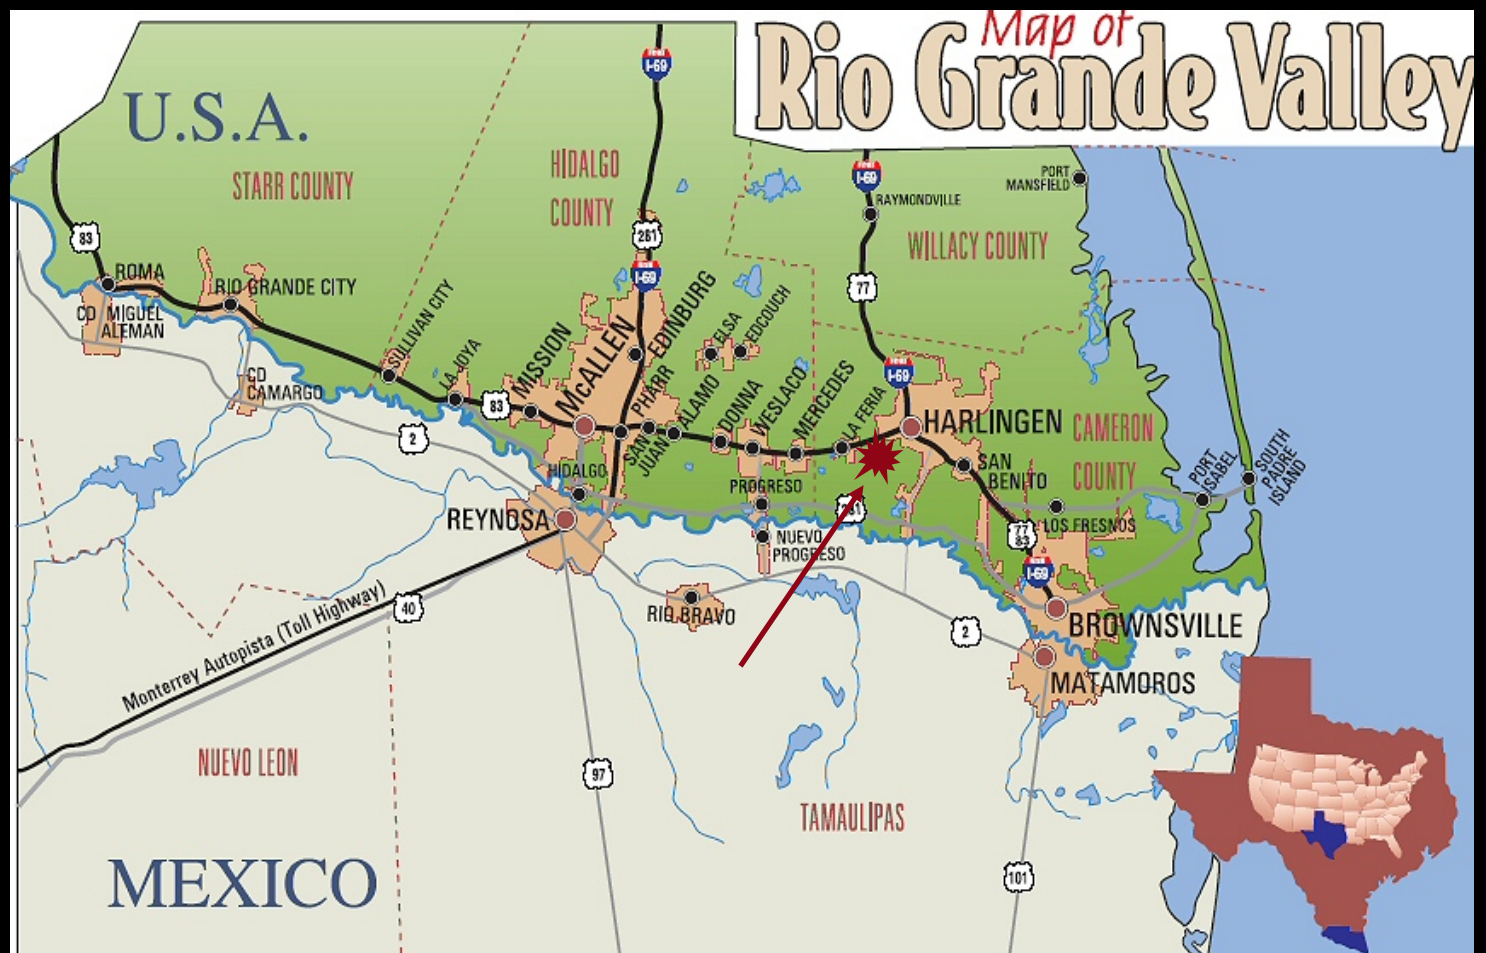 Map of
Rio Grande Valley
U.S.A.
STARR COUNTY
HIDALGO
COUNTY
I-69
I-69
PORT
MANSFIELD
RAYMONDVILLE
WILLACY COUNTY
83
281
I-69
77
ROMA
RIO GRANDE CITY
CD MIGUEL
ALEMAN
SULLIVAN CITY
LA JOYA
83
MISSION
McALLEN
EDINBURG
PHARR
SAN
JUAN
ALAMO
ELSA
EDCOUCH
DONNA
WESLACO
MERCEDES
LA FERIA
I-69
HARLINGEN
CAMERON
COUNTY
CD
CAMARGO
2
HIDALGO
PROGRESO
SAN
BENITO
PORT
ISABEL
SOUTH
PADRE
ISLAND
REYNOSA
NUEVO
PROGRESO
LOS FRESNOS
77
83
I-69
RIO BRAVO
2
BROWNSVILLE
MATAMOROS
Monterrey Autopista (Toll Highway)
40
NUEVO LEON
97
TAMAULIPAS
MEXICO
101